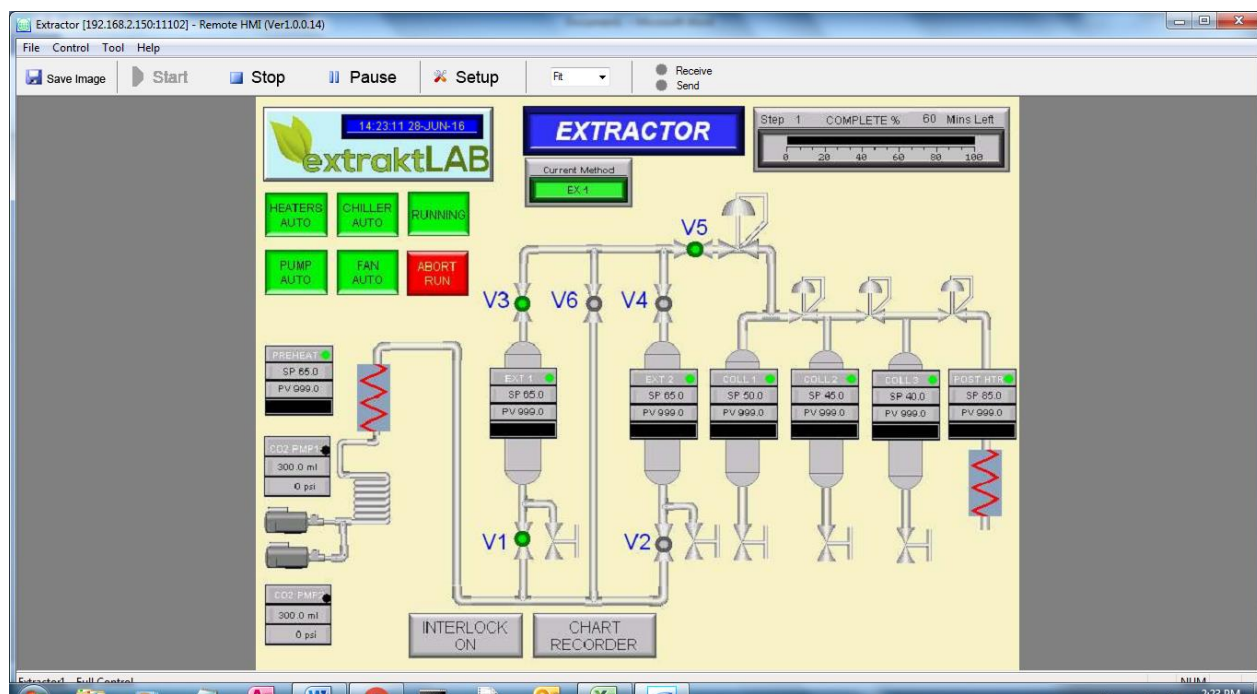 Extractor [192.168.2.150:11102] - Remote HMI (Ver1.0.0.14)
File Control Tool Help
Save Image Start Stop Pause Setup Fit Receive
Send
14:23:11 28-JUN-16
extraktLAB
EXTRACTOR
Step 1 COMPLETE % 60 Mins Left
0 20 40 60 80 100
Current Method
EX 1
HEATERS AUTO
CHILLER AUTO
RUNNING
PUMP AUTO
FAN AUTO
ABORT RUN
V5
V3
V6
V4
PREHEAT
SP 65.0
PV 999.0
EXT 1
SP 65.0
PV 999.0
EXT 2
SP 65.0
PV 999.0
COLL 1
SP 50.0
PV 999.0
COLL 2
SP 45.0
PV 999.0
COLL 3
SP 40.0
PV 999.0
POST HTR
SP 85.0
PV 999.0
CO2 PMP1
300.0 ml
0 psi
V1
V2
CO2 PMP2
300.0 ml
0 psi
INTERLOCK
ON
CHART
RECORDER
Extractor1 Full Control
NUM
2:23 PM